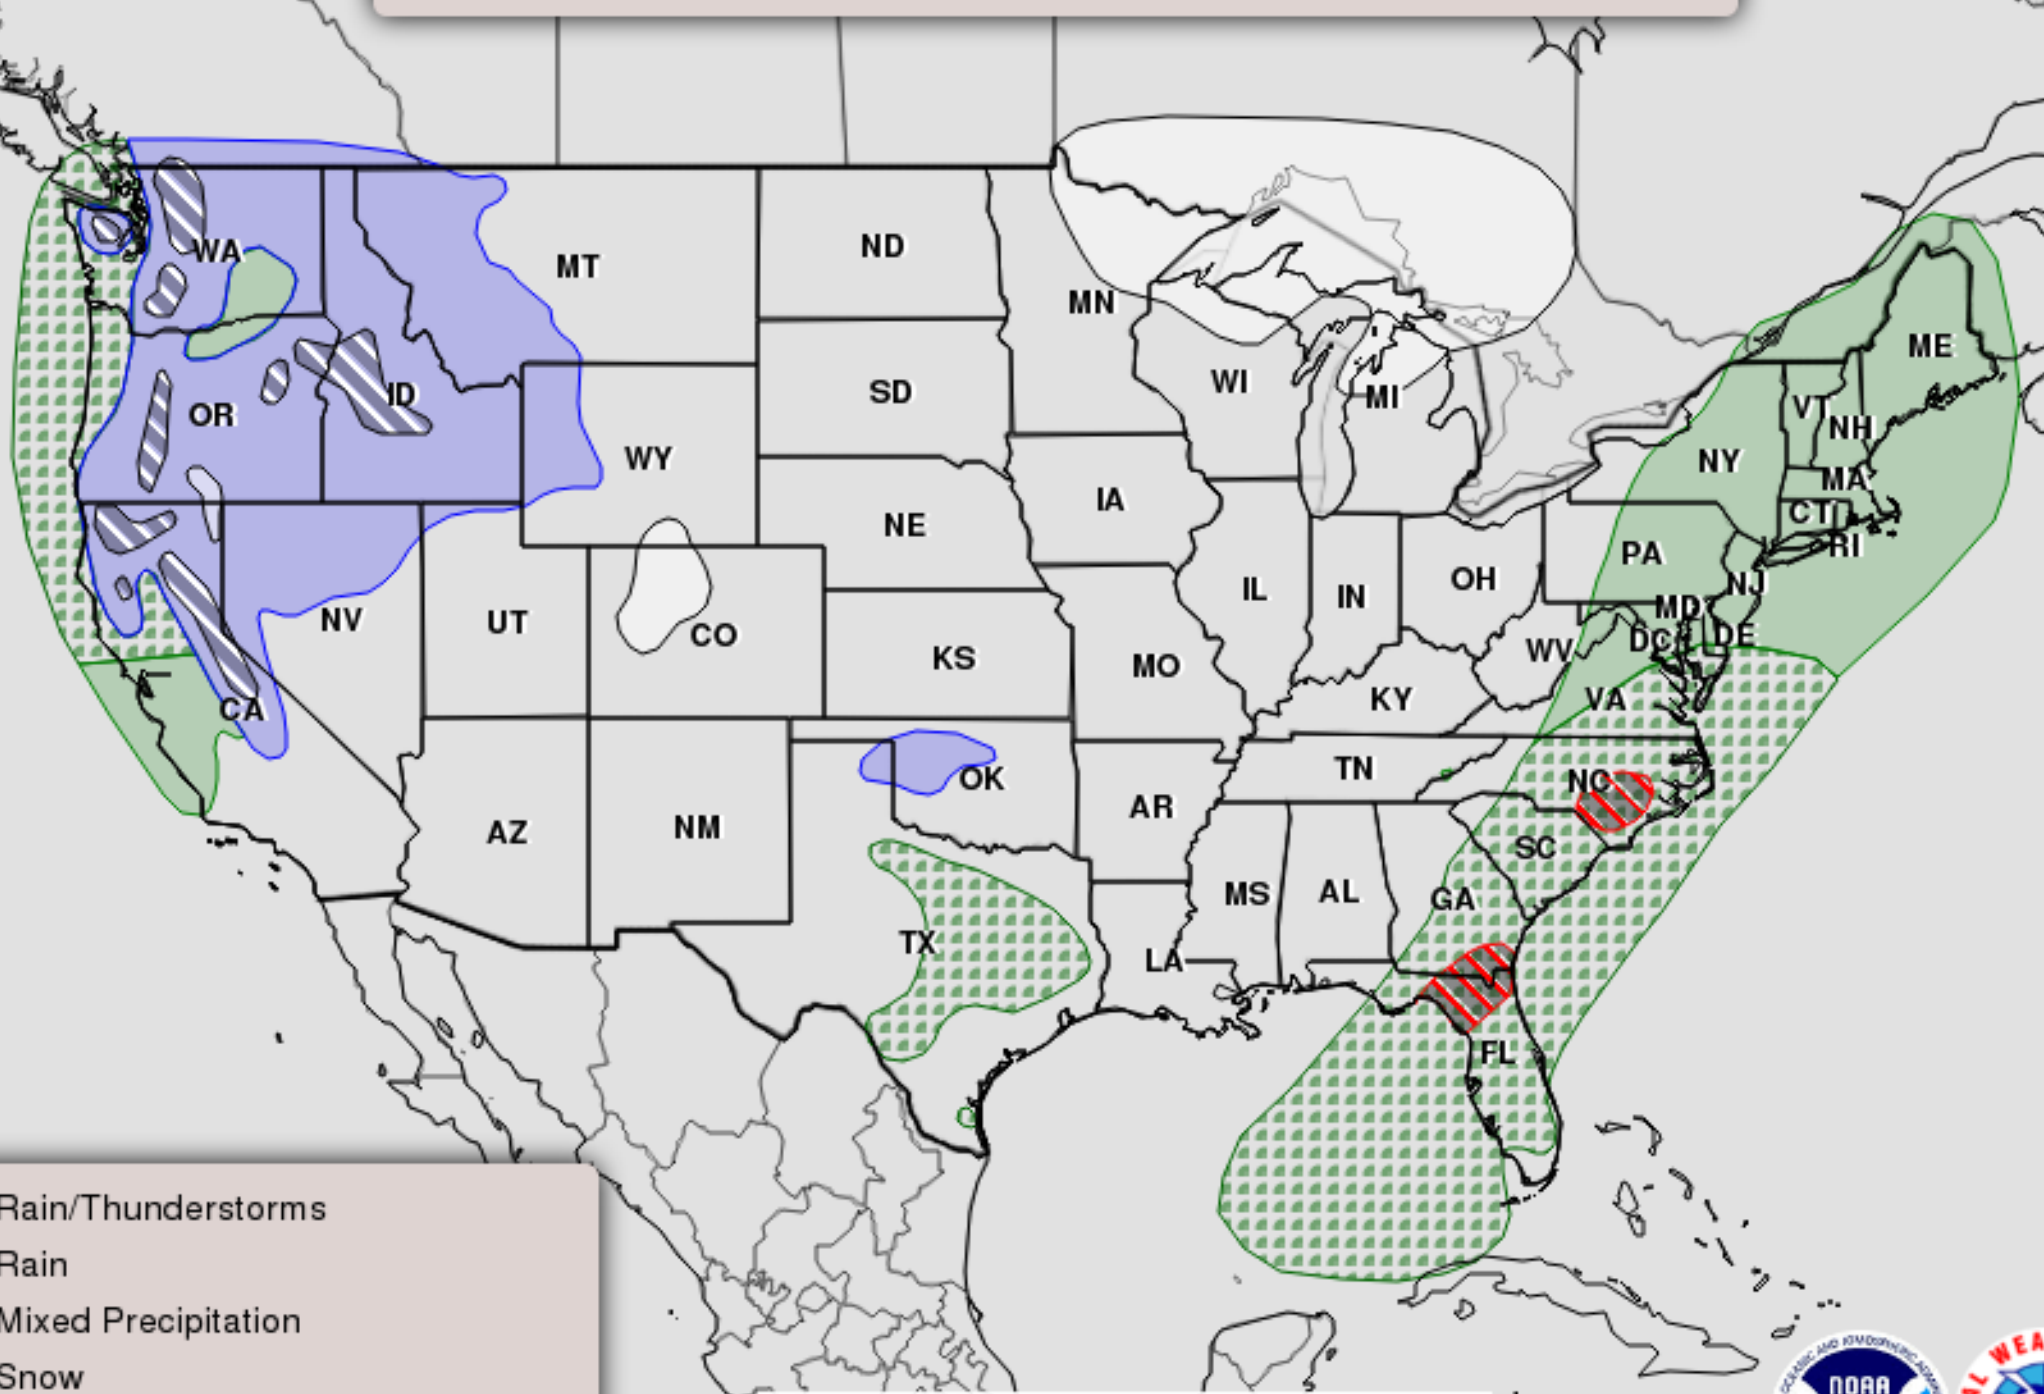 WA
MT
ND
MN
ME
OR
ID
SD
WI
MI
VT
NH
NY
MA
WY
IA
CT
NE
RI
PA
NV
UT
CO
IL
IN
OH
NJ
MD
DC
DE
WV
KS
MO
KY
VA
CA
OK
TN
NC
AZ
NM
AR
SC
TX
MS
AL
GA
LA
FL
Rain/Thunderstorms
Rain
Mixed Precipitation
Snow
NOAA